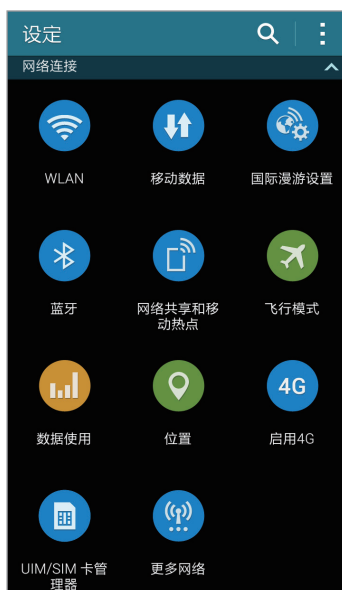 设定
网络连接
WLAN
移动数据
国际漫游设置
蓝牙
网络共享和移
动热点
飞行模式
4G
数据使用
位置
启用4G
UIM/SIM 卡管
理器
更多网络